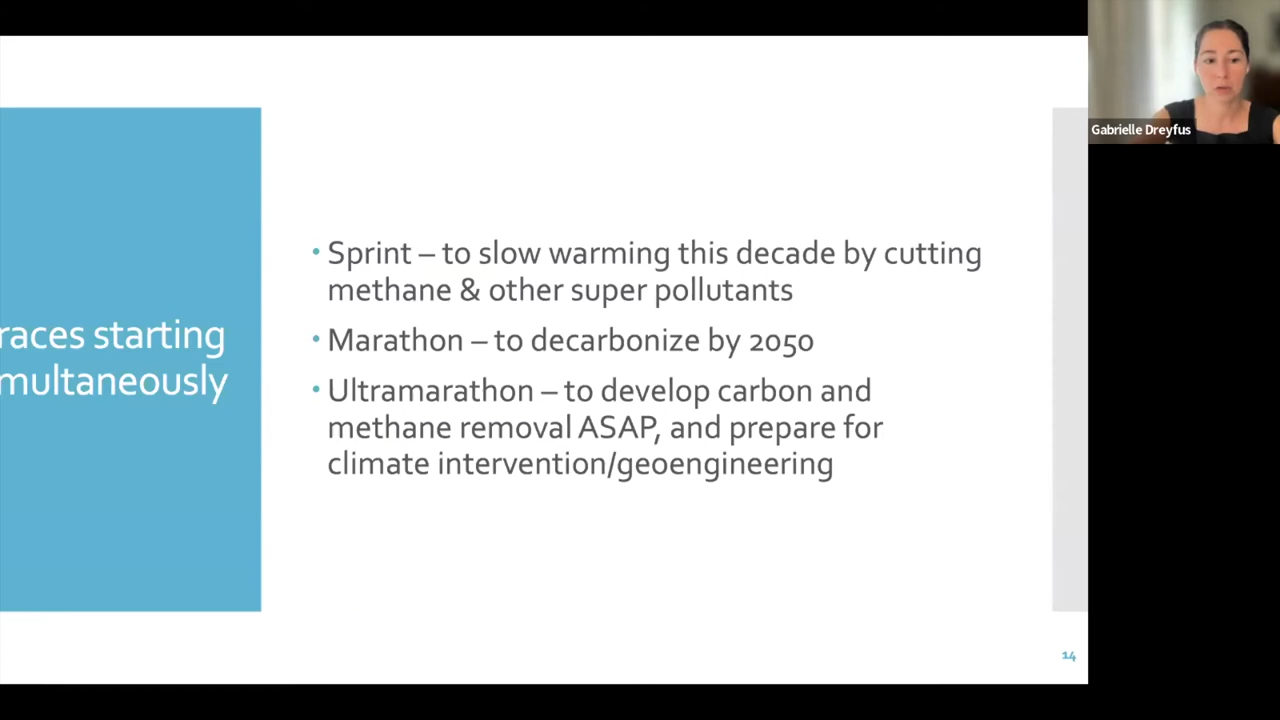 races starting
multaneously
• Sprint – to slow warming this decade by cutting
methane & other super pollutants
• Marathon – to decarbonize by 2050
• Ultramarathon – to develop carbon and
methane removal ASAP, and prepare for
climate intervention/geoengineering
14
Gabrielle Dreyfus